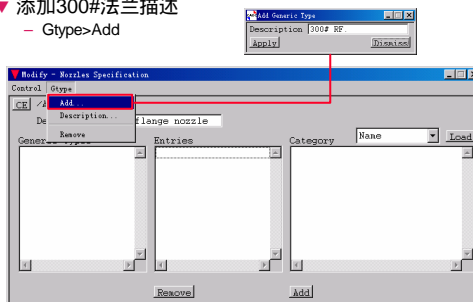 添加300#法兰描述
– Gtype>Add
Add Generic Type
Description 300# RF.
Apply Dismiss
Modify - Nozzles Specification
Control Gtype
CE
Add...
Description...
Remove
flange nozzle
Entries
Category
Name
Load
Remove
Add